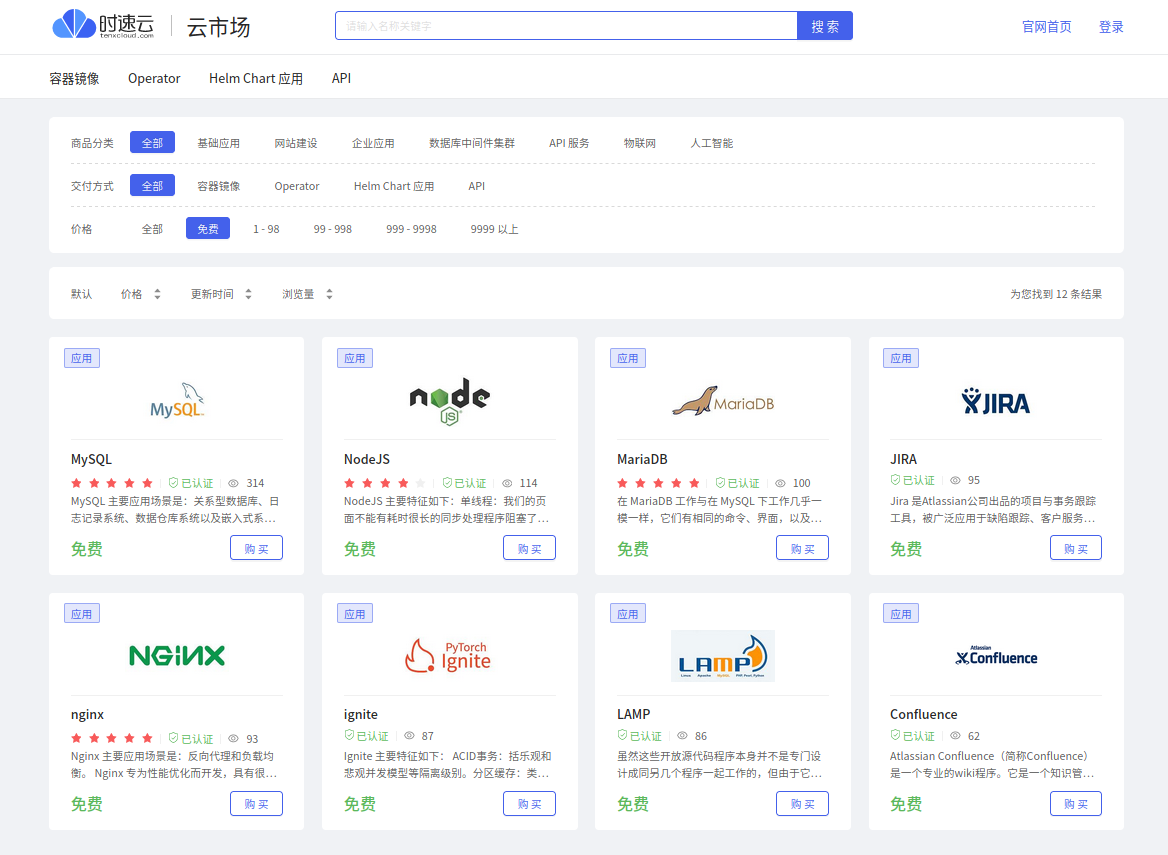 时速云
tenxcloud.com
云市场
请输入名称关键字
搜 索
官网首页
登录
容器镜像
Operator
Helm Chart 应用
API
商品分类 全部 基础应用 网站建设 企业应用 数据库中间件集群 API 服务 物联网 人工智能
交付方式 全部 容器镜像 Operator Helm Chart 应用 API
价格 全部 免费 1 - 98 99 - 998 999 - 9998 9999 以上
默认 价格 更新时间 浏览量 为您找到 12 条结果
应用
MySQL
MySQL
已认证 314
MySQL 主要应用场景是：关系型数据库、日
志记录系统、数据仓库系统以及嵌入式系…
免费 购 买
应用
node
JS
NodeJS
已认证 114
NodeJS 主要特征如下：单线程：我们的页
面不能有耗时很长的同步处理程序阻塞了…
免费 购 买
应用
MariaDB
MariaDB
已认证 100
在 MariaDB 工作与在 MySQL 下工作几乎一
模一样，它们有相同的命令、界面，以及…
免费 购 买
应用
JIRA
JIRA
已认证 95
Jira 是Atlassian公司出品的项目与事务跟踪
工具，被广泛应用于缺陷跟踪、客户服务…
免费 购 买
应用
NGINX
nginx
已认证 93
Nginx 主要应用场景是：反向代理和负载均
衡。 Nginx 专为性能优化而开发，具有很…
免费 购 买
应用
PyTorch
Ignite
ignite
已认证 87
Ignite 主要特征如下： ACID事务：括乐观和
悲观并发模型等隔离级别。分区缓存：类…
免费 购 买
应用
LAMP
Linux Apache MySQL PHP, Pearl, Python
LAMP
已认证 86
虽然这些开放源代码程序本身并不是专门设
计成同另几个程序一起工作的，但由于它…
免费 购 买
应用
Atlassian
Confluence
Confluence
已认证 62
Atlassian Confluence（简称Confluence）
是一个专业的wiki程序。它是一个知识管…
免费 购 买